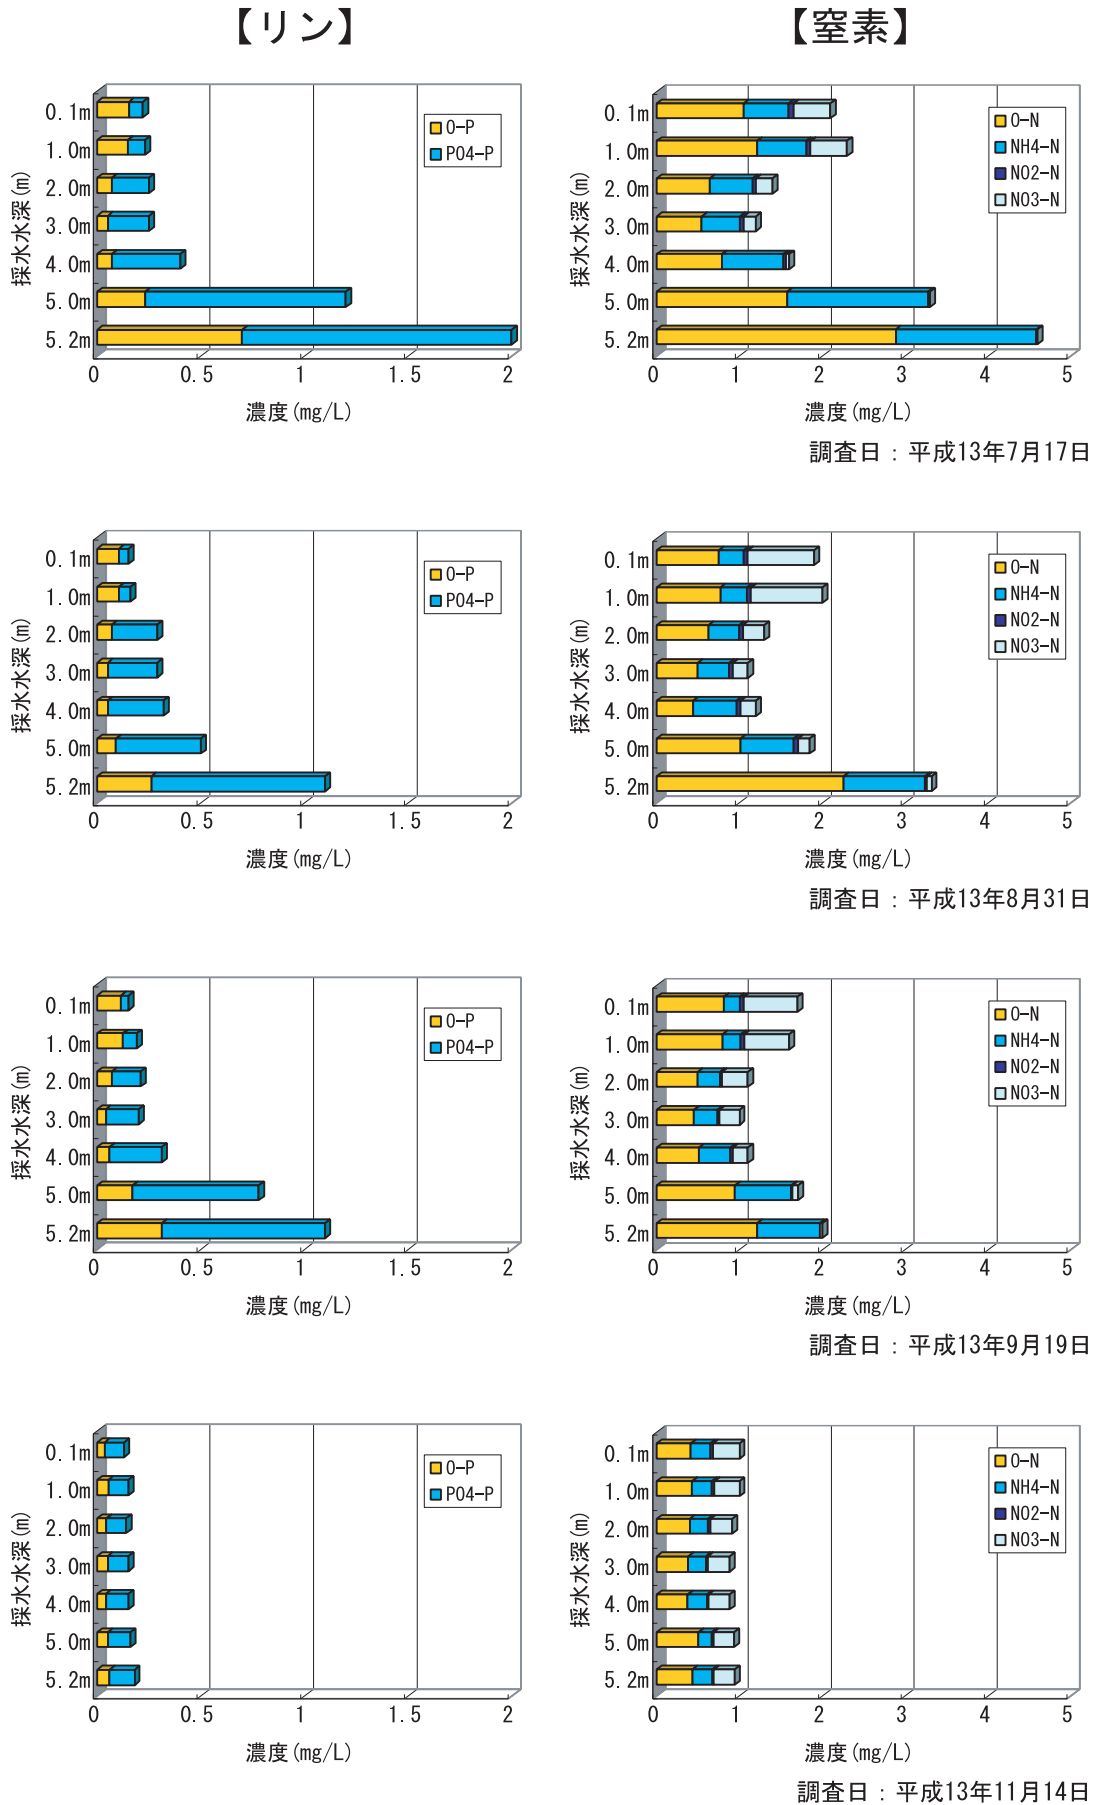 【リン】
【窒素】
採水水深(m)
0.1m
1.0m
2.0m
3.0m
4.0m
5.0m
5.2m
O-P
PO4-P
0 0.5 1 1.5 2
濃度(mg/L)
採水水深(m)
0.1m
1.0m
2.0m
3.0m
4.0m
5.0m
5.2m
O-N
NH4-N
NO2-N
NO3-N
0 1 2 3 4 5
濃度(mg/L)
調査日：平成13年7月17日
採水水深(m)
0.1m
1.0m
2.0m
3.0m
4.0m
5.0m
5.2m
O-P
PO4-P
0 0.5 1 1.5 2
濃度(mg/L)
採水水深(m)
0.1m
1.0m
2.0m
3.0m
4.0m
5.0m
5.2m
O-N
NH4-N
NO2-N
NO3-N
0 1 2 3 4 5
濃度(mg/L)
調査日：平成13年8月31日
採水水深(m)
0.1m
1.0m
2.0m
3.0m
4.0m
5.0m
5.2m
O-P
PO4-P
0 0.5 1 1.5 2
濃度(mg/L)
採水水深(m)
0.1m
1.0m
2.0m
3.0m
4.0m
5.0m
5.2m
O-N
NH4-N
NO2-N
NO3-N
0 1 2 3 4 5
濃度(mg/L)
調査日：平成13年9月19日
採水水深(m)
0.1m
1.0m
2.0m
3.0m
4.0m
5.0m
5.2m
O-P
PO4-P
0 0.5 1 1.5 2
濃度(mg/L)
採水水深(m)
0.1m
1.0m
2.0m
3.0m
4.0m
5.0m
5.2m
O-N
NH4-N
NO2-N
NO3-N
0 1 2 3 4 5
濃度(mg/L)
調査日：平成13年11月14日